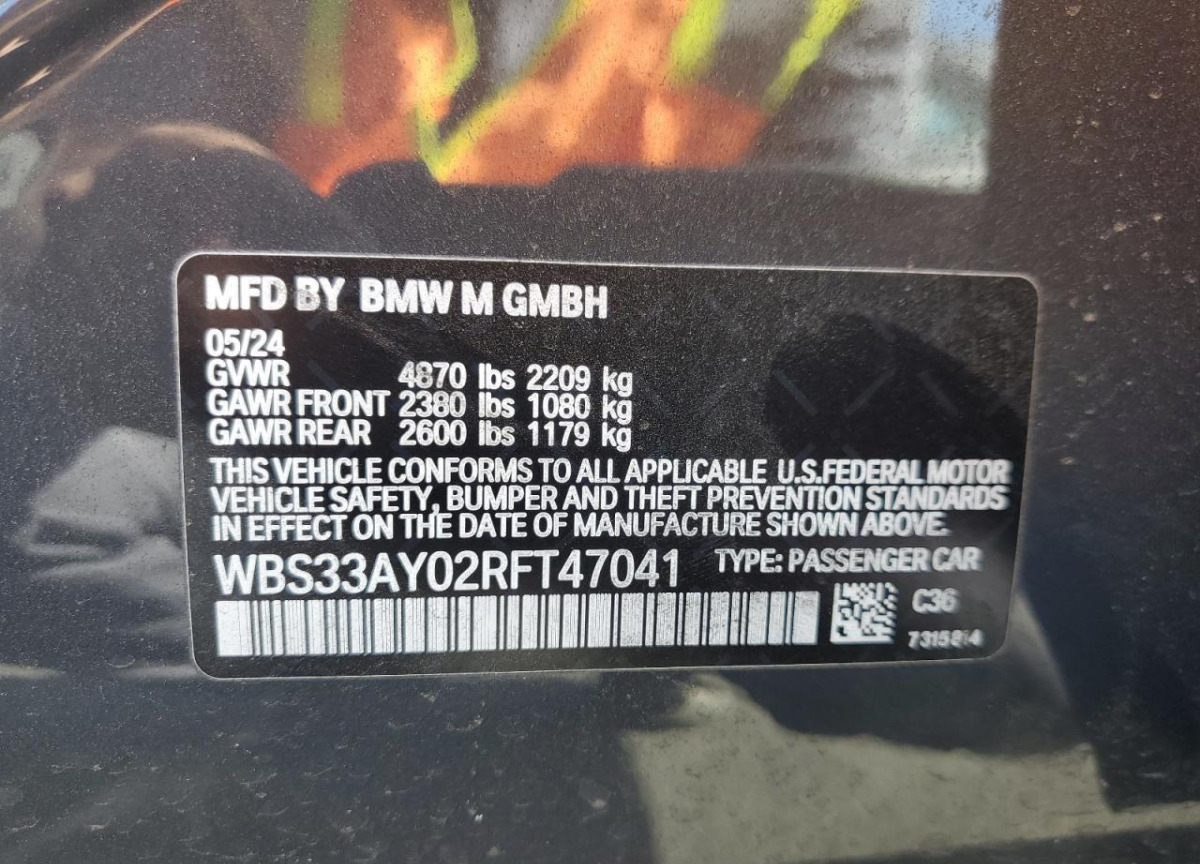 MFD BY BMW M GMBH
05/24
GVWR 4870 lbs 2209 kg
GAWR FRONT 2380 lbs 1080 kg
GAWR REAR 2600 lbs 1179 kg
THIS VEHICLE CONFORMS TO ALL APPLICABLE U.S.FEDERAL MOTOR
VEHICLE SAFETY, BUMPER AND THEFT PREVENTION STANDARDS
IN EFFECT ON THE DATE OF MANUFACTURE SHOWN ABOVE.
WBS33AY02RFT47041 TYPE: PASSENGER CAR
C36